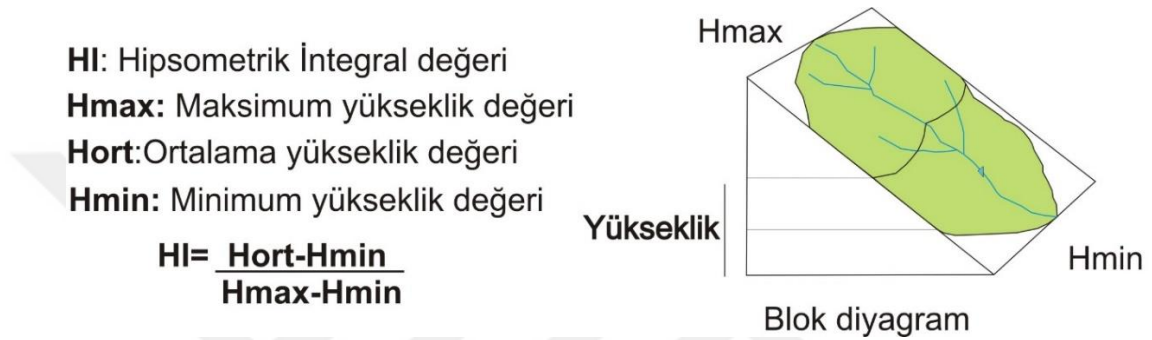 HI: Hipsometrik İntegral değeri
Hmax: Maksimum yükseklik değeri
Hort:Ortalama yükseklik değeri
Hmin: Minimum yükseklik değeri
HI= Hort-Hmin
Hmax-Hmin
Hmax
Yükseklik
Hmin
Blok diyagram